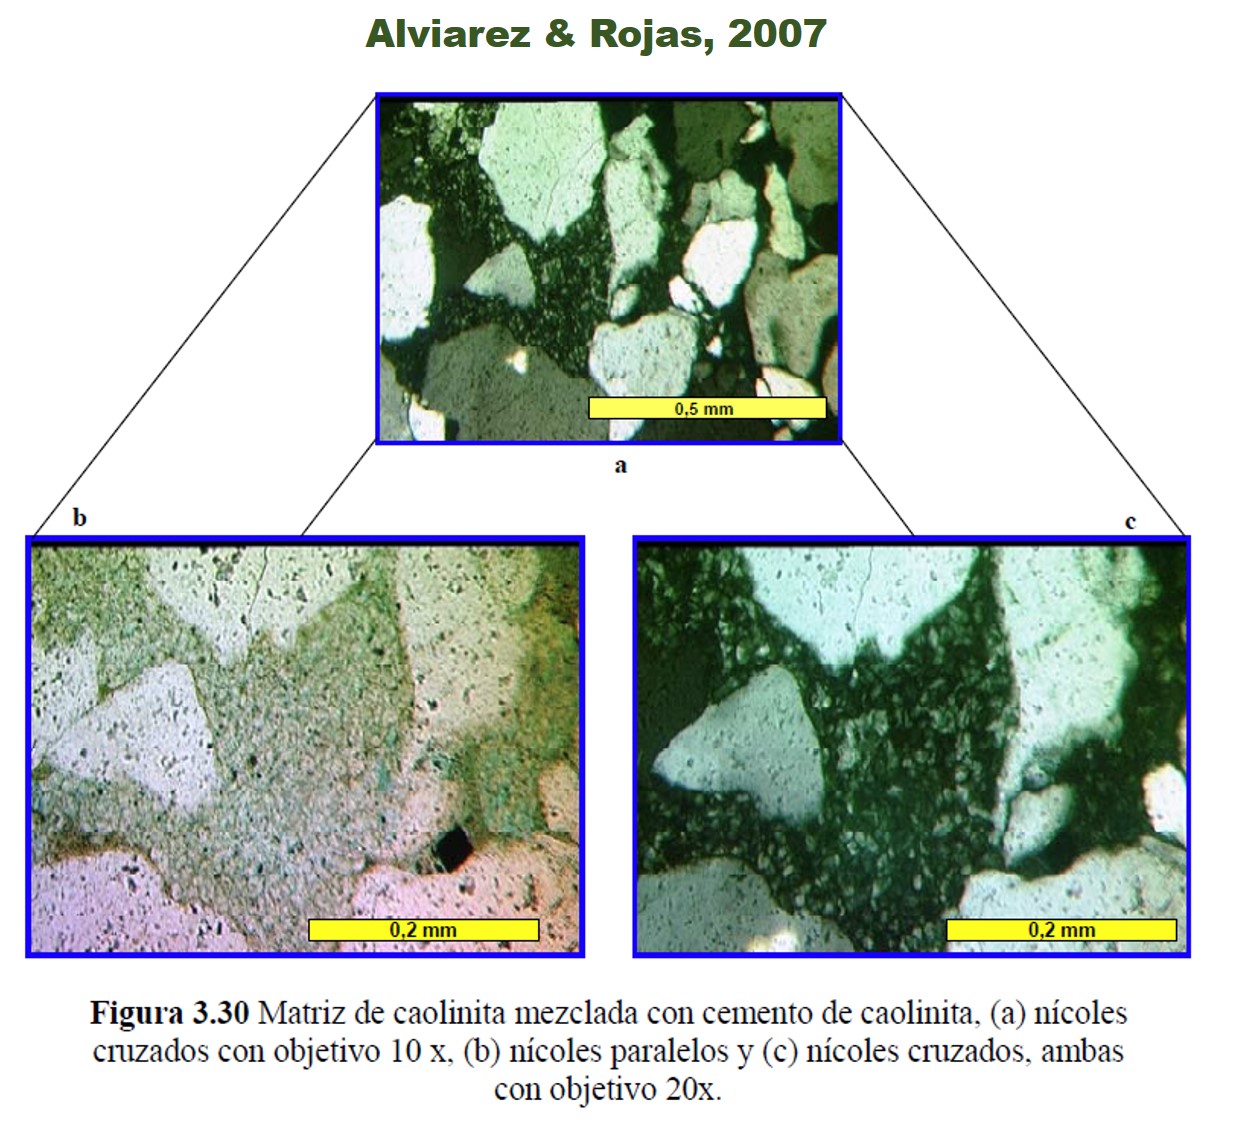 Alviarez & Rojas, 2007
0,5 mm
a
b
c
0,2 mm
0,2 mm
Figura 3.30 Matriz de caolinita mezclada con cemento de caolinita, (a) nícoles
cruzados con objetivo 10 x, (b) nícoles paralelos y (c) nícoles cruzados, ambas
con objetivo 20x.